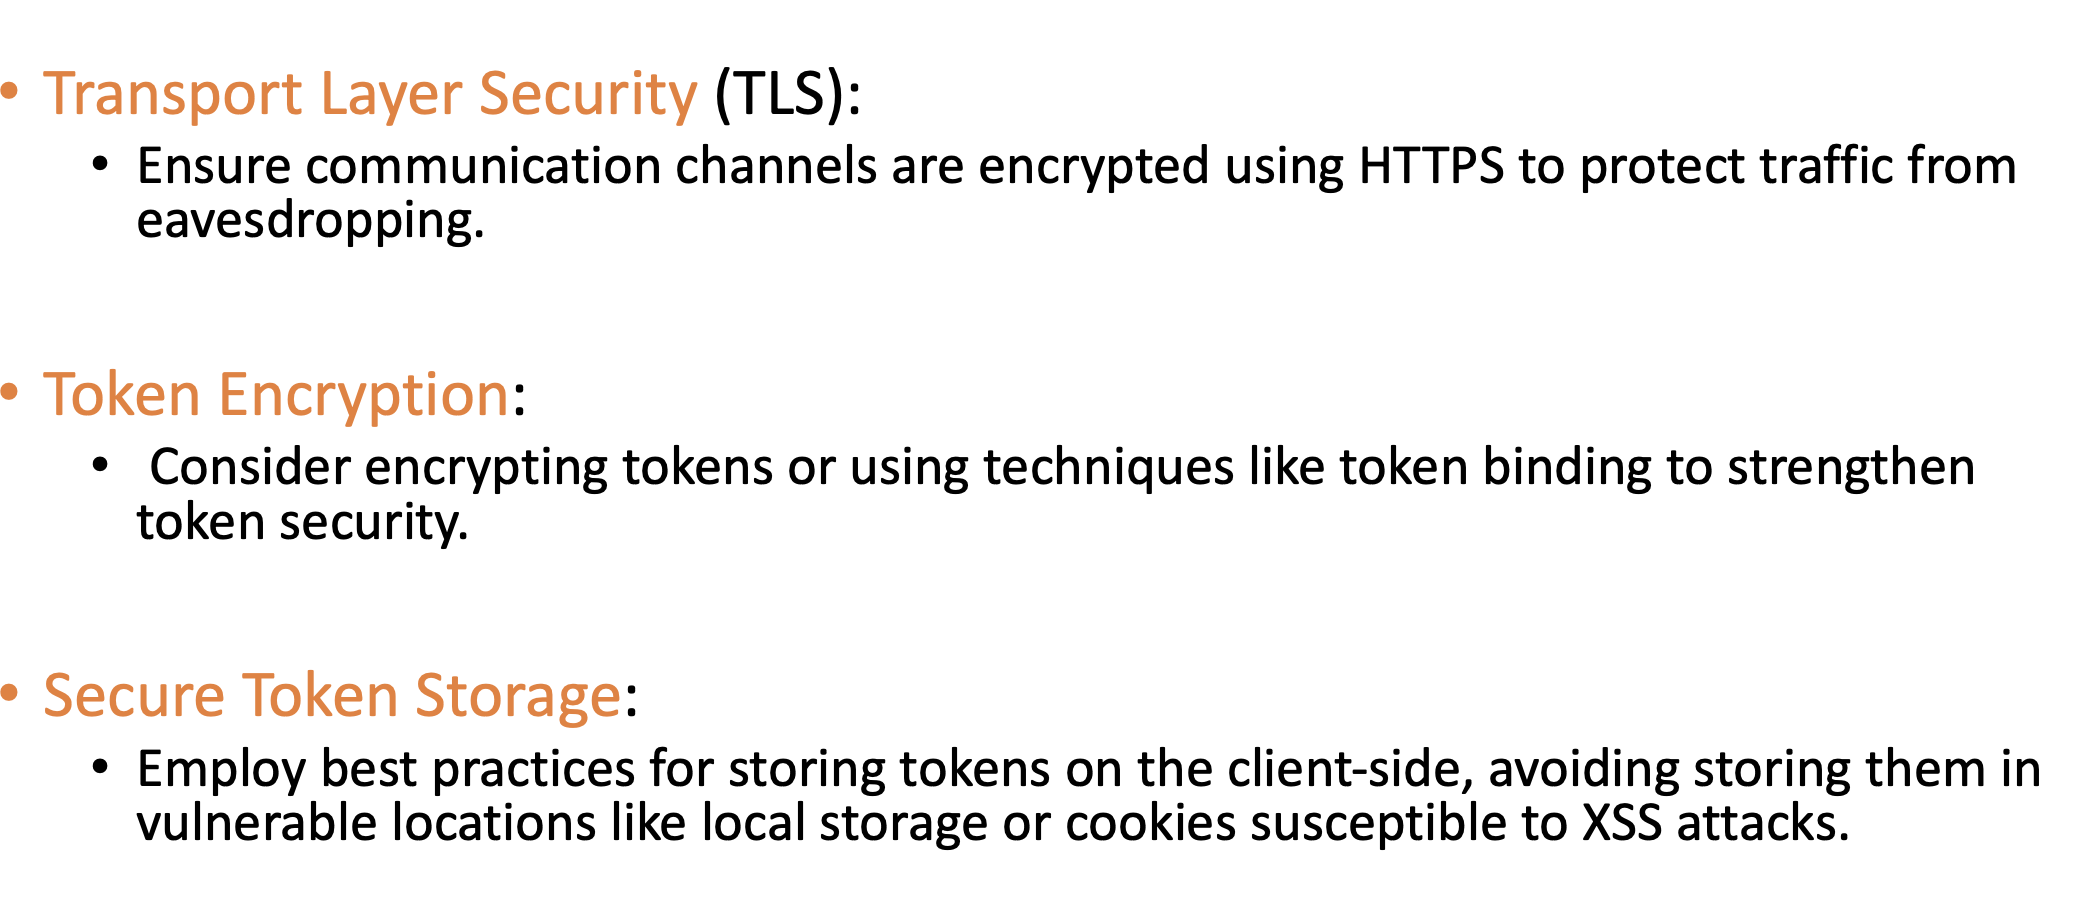 • Transport Layer Security (TLS):
• Ensure communication channels are encrypted using HTTPS to protect traffic from
eavesdropping.
• Token Encryption:
• Consider encrypting tokens or using techniques like token binding to strengthen
token security.
• Secure Token Storage:
• Employ best practices for storing tokens on the client-side, avoiding storing them in
vulnerable locations like local storage or cookies susceptible to XSS attacks.